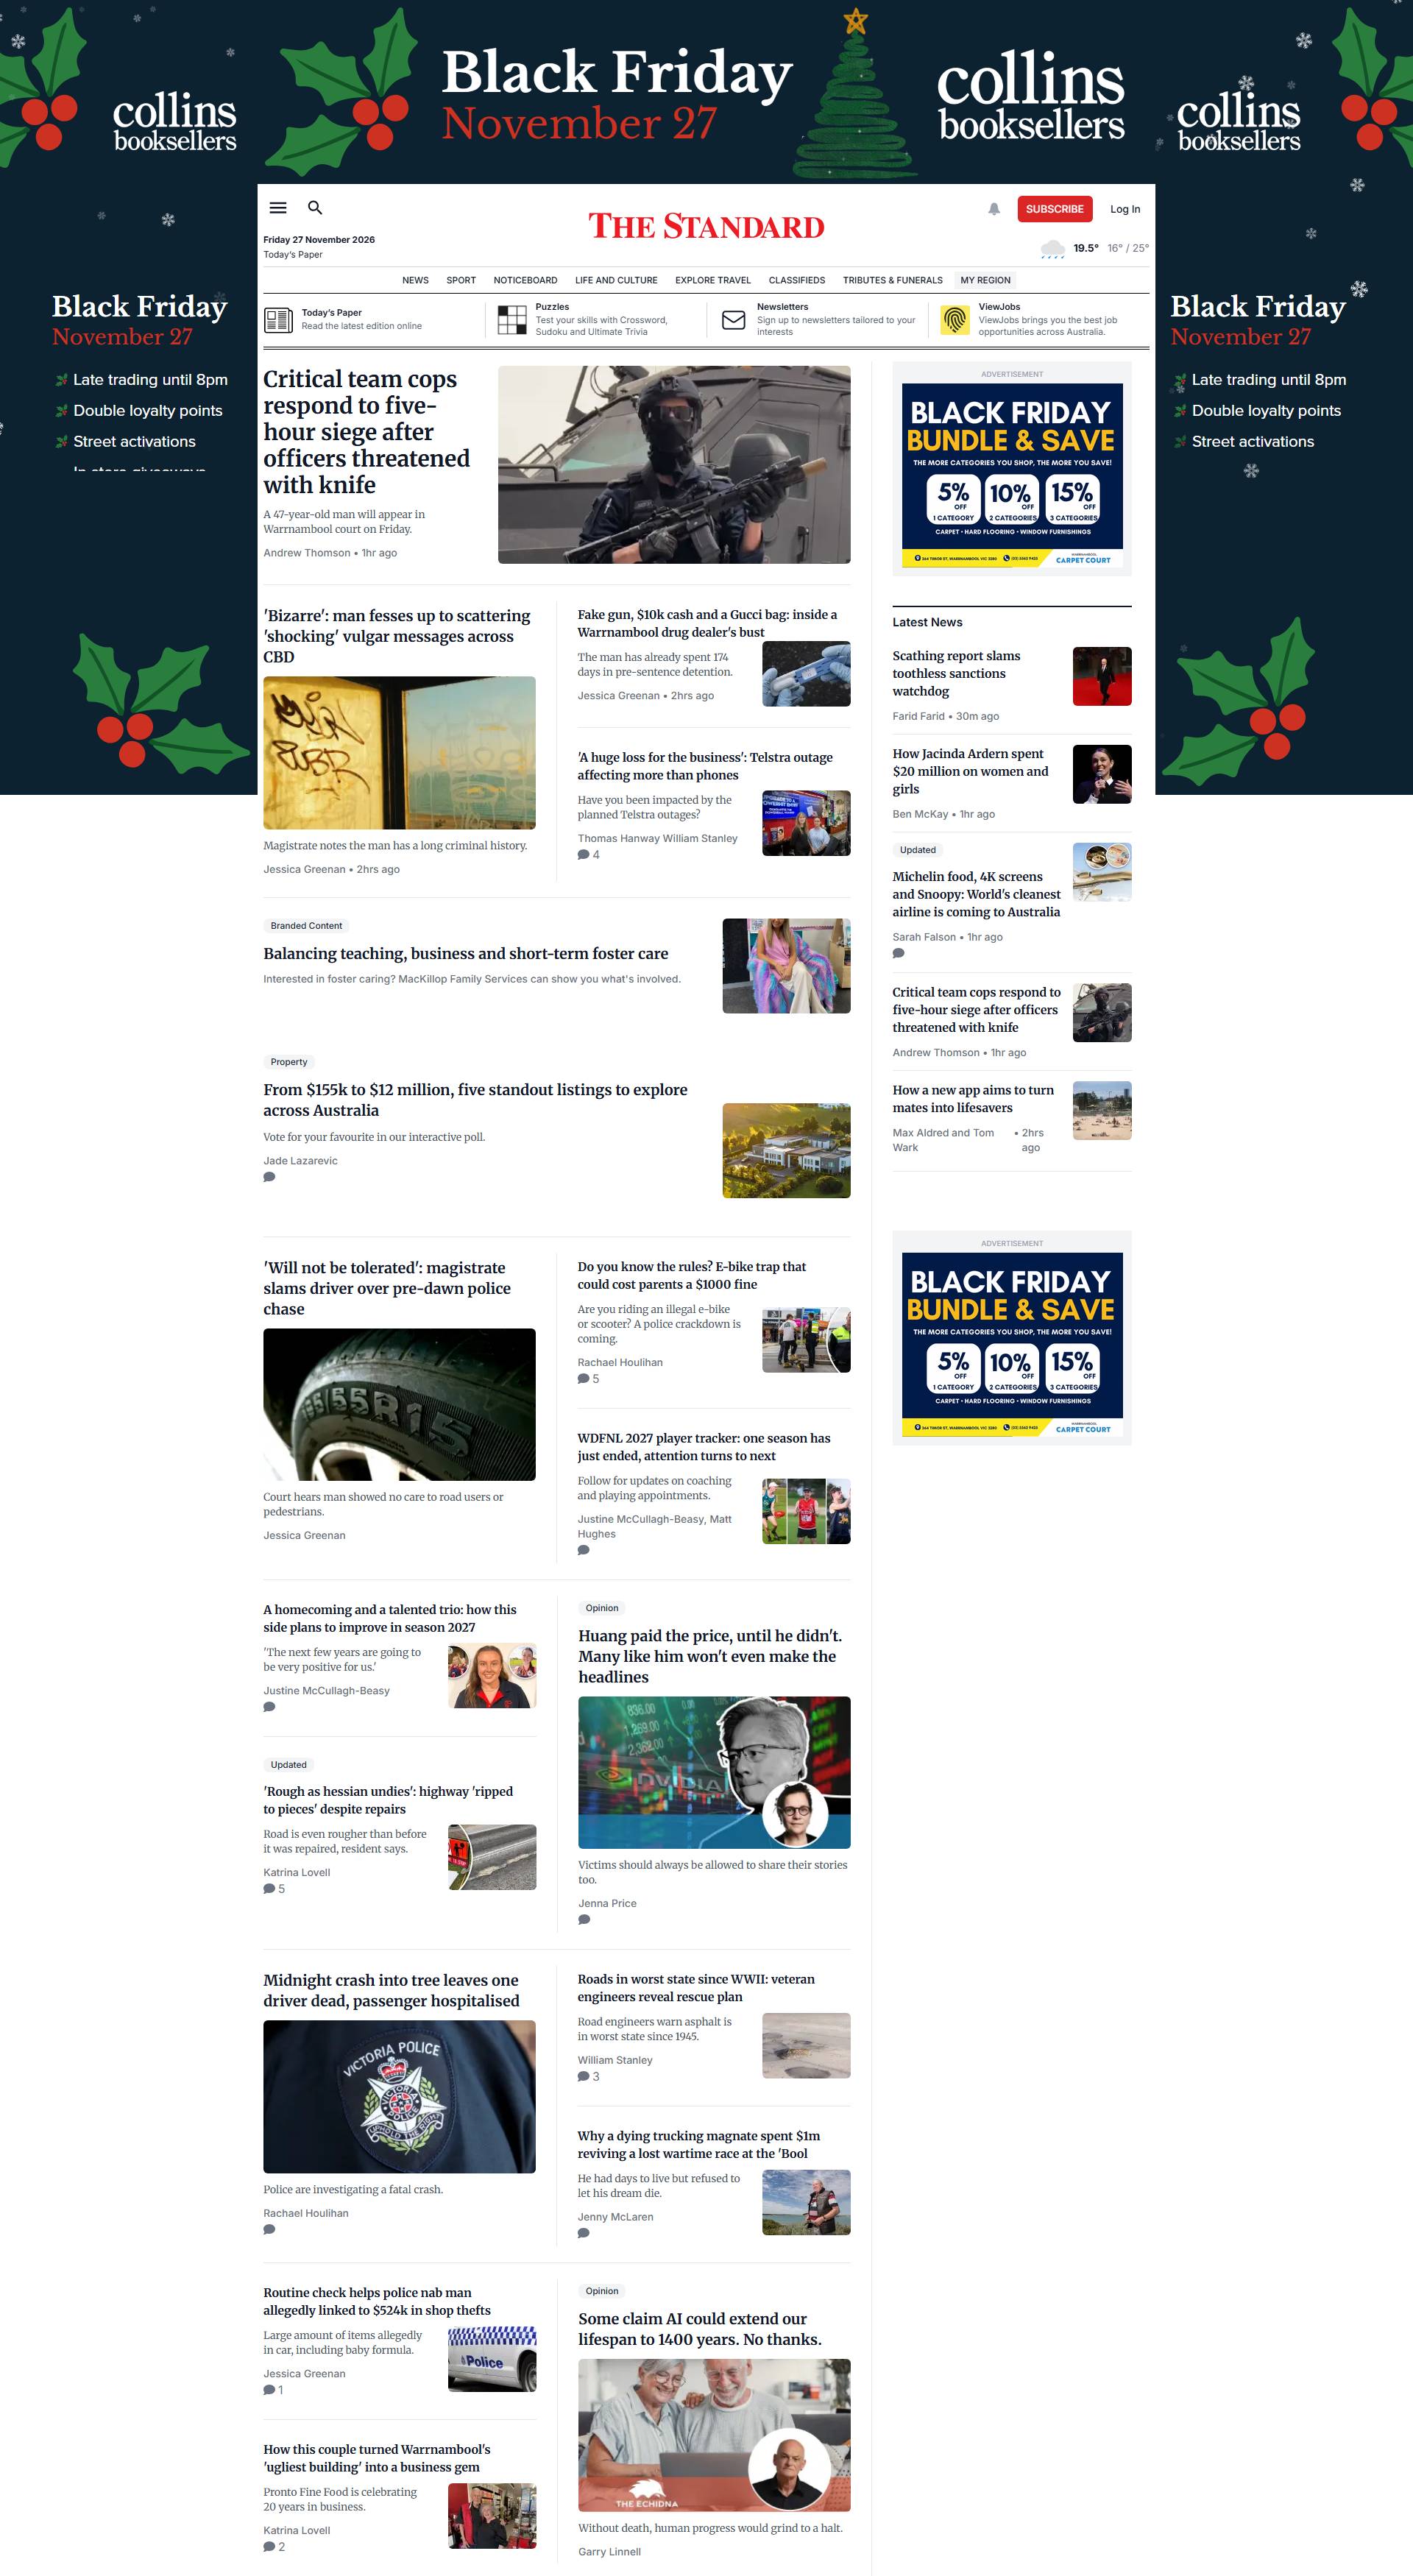 collins
booksellers
Black Friday
November 27
collins
booksellers
collins
booksellers
Black Friday
November 27
Late trading until 8pm
Double loyalty points
Street activations
In store giveaways
Black Friday
November 27
Late trading until 8pm
Double loyalty points
Street activations
THE STANDARD
SUBSCRIBE
Log In
Friday 27 November 2026
Today's Paper
19.5° 16° / 25°
NEWS SPORT NOTICEBOARD LIFE AND CULTURE EXPLORE TRAVEL CLASSIFIEDS TRIBUTES & FUNERALS MY REGION
Today's Paper
Read the latest edition online
Puzzles
Test your skills with Crossword,
Sudoku and Ultimate Trivia
Newsletters
Sign up to newsletters tailored to your
interests
ViewJobs
ViewJobs brings you the best job
opportunities across Australia.
Critical team cops
respond to five-
hour siege after
officers threatened
with knife
A 47-year-old man will appear in
Warrnambool court on Friday.
Andrew Thomson • 1hr ago
'Bizarre': man fesses up to scattering
'shocking' vulgar messages across
CBD
Magistrate notes the man has a long criminal history.
Jessica Greenan • 2hrs ago
Fake gun, $10k cash and a Gucci bag: inside a
Warrnambool drug dealer's bust
The man has already spent 174
days in pre-sentence detention.
Jessica Greenan • 2hrs ago
'A huge loss for the business': Telstra outage
affecting more than phones
Have you been impacted by the
planned Telstra outages?
Thomas Hanway William Stanley
4
Branded Content
Balancing teaching, business and short-term foster care
Interested in foster caring? MacKillop Family Services can show you what's involved.
Property
From $155k to $12 million, five standout listings to explore
across Australia
Vote for your favourite in our interactive poll.
Jade Lazarevic
'Will not be tolerated': magistrate
slams driver over pre-dawn police
chase
55R15
Court hears man showed no care to road users or
pedestrians.
Jessica Greenan
Do you know the rules? E-bike trap that
could cost parents a $1000 fine
Are you riding an illegal e-bike
or scooter? A police crackdown is
coming.
Rachael Houlihan
5
WDFNL 2027 player tracker: one season has
just ended, attention turns to next
Follow for updates on coaching
and playing appointments.
Justine McCullagh-Beasy, Matt
Hughes
A homecoming and a talented trio: how this
side plans to improve in season 2027
'The next few years are going to
be very positive for us.'
Justine McCullagh-Beasy
Updated
'Rough as hessian undies': highway 'ripped
to pieces' despite repairs
Road is even rougher than before
it was repaired, resident says.
Katrina Lovell
5
Opinion
Huang paid the price, until he didn't.
Many like him won't even make the
headlines
836.00
1,269.00
2,362.00
NVIDIA
Victims should always be allowed to share their stories
too.
Jenna Price
Midnight crash into tree leaves one
driver dead, passenger hospitalised
VICTORIA POLICE
VICTORIA
POLICE
UPHOLD THE RIGHT
Police are investigating a fatal crash.
Rachael Houlihan
Roads in worst state since WWII: veteran
engineers reveal rescue plan
Road engineers warn asphalt is
in worst state since 1945.
William Stanley
3
Why a dying trucking magnate spent $1m
reviving a lost wartime race at the 'Bool
He had days to live but refused to
let his dream die.
Jenny McLaren
Routine check helps police nab man
allegedly linked to $524k in shop thefts
Large amount of items allegedly
in car, including baby formula.
Jessica Greenan
1
Police
How this couple turned Warrnambool's
'ugliest building' into a business gem
Pronto Fine Food is celebrating
20 years in business.
Katrina Lovell
2
Opinion
Some claim AI could extend our
lifespan to 1400 years. No thanks.
THE ECHIDNA
Without death, human progress would grind to a halt.
Garry Linnell
ADVERTISEMENT
BLACK FRIDAY
BUNDLE & SAVE
THE MORE CATEGORIES YOU SHOP, THE MORE YOU SAVE!
5% 10% 15%
OFF OFF OFF
1 CATEGORY 2 CATEGORIES 3 CATEGORIES
CARPET • HARD FLOORING • WINDOW FURNISHINGS
WARRNAMBOOL
CARPET COURT
Latest News
Scathing report slams
toothless sanctions
watchdog
Farid Farid • 30m ago
How Jacinda Ardern spent
$20 million on women and
girls
Ben McKay • 1hr ago
Updated
Michelin food, 4K screens
and Snoopy: World's cleanest
airline is coming to Australia
Sarah Falson • 1hr ago
Critical team cops respond to
five-hour siege after officers
threatened with knife
Andrew Thomson • 1hr ago
How a new app aims to turn
mates into lifesavers
Max Aldred and Tom
Wark
• 2hrs
ago
ADVERTISEMENT
BLACK FRIDAY
BUNDLE & SAVE
THE MORE CATEGORIES YOU SHOP, THE MORE YOU SAVE!
5% 10% 15%
OFF OFF OFF
1 CATEGORY 2 CATEGORIES 3 CATEGORIES
CARPET • HARD FLOORING • WINDOW FURNISHINGS
WARRNAMBOOL
CARPET COURT